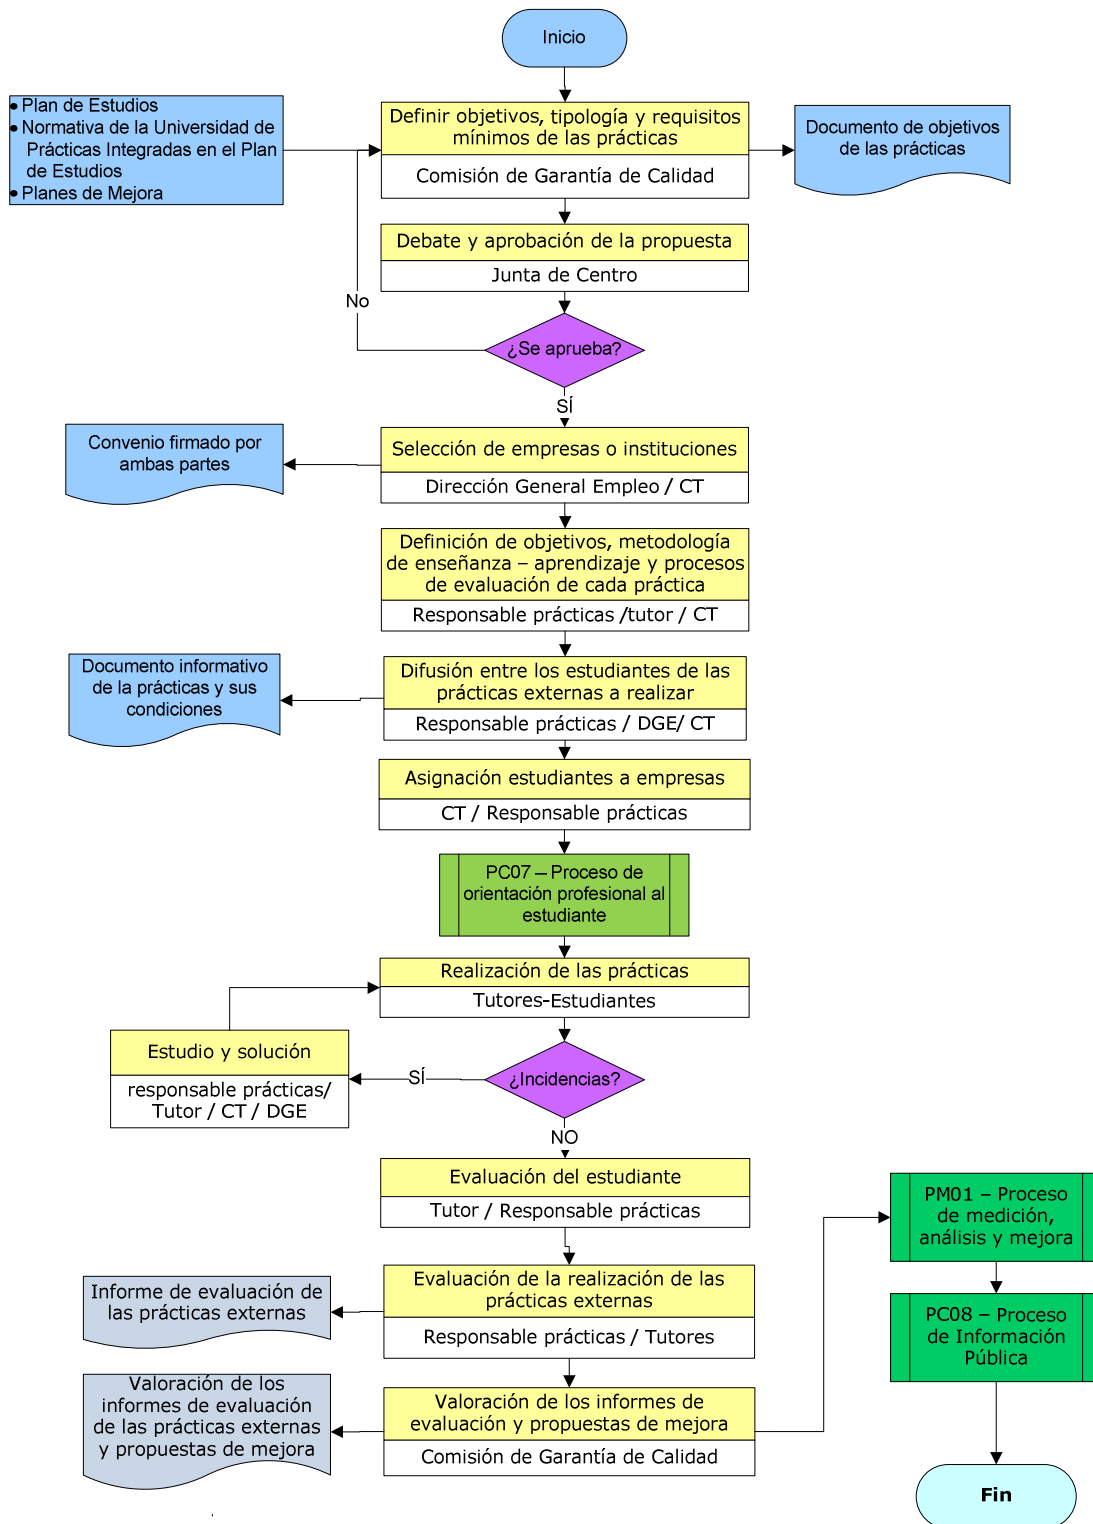 Inicio
• Plan de Estudios
• Normativa de la Universidad de
Prácticas Integradas en el Plan
de Estudios
• Planes de Mejora
Definir objetivos, tipología y requisitos
mínimos de las prácticas
Comisión de Garantía de Calidad
Documento de objetivos
de las prácticas
Debate y aprobación de la propuesta
Junta de Centro
No
¿Se aprueba?
SÍ
Convenio firmado por
ambas partes
Selección de empresas o instituciones
Dirección General Empleo / CT
Definición de objetivos, metodología
de enseñanza – aprendizaje y procesos
de evaluación de cada práctica
Responsable prácticas /tutor / CT
Documento informativo
de la prácticas y sus
condiciones
Difusión entre los estudiantes de las
prácticas externas a realizar
Responsable prácticas / DGE/ CT
Asignación estudiantes a empresas
CT / Responsable prácticas
PC07 – Proceso de
orientación profesional al
estudiante
Realización de las prácticas
Tutores-Estudiantes
Estudio y solución
responsable prácticas/
Tutor / CT / DGE
SÍ
¿Incidencias?
NO
Evaluación del estudiante
Tutor / Responsable prácticas
Informe de evaluación de
las prácticas externas
Evaluación de la realización de las
prácticas externas
Responsable prácticas / Tutores
Valoración de los
informes de evaluación
de las prácticas externas
y propuestas de mejora
Valoración de los informes de
evaluación y propuestas de mejora
Comisión de Garantía de Calidad
PM01 – Proceso
de medición,
análisis y mejora
PC08 – Proceso
de Información
Pública
Fin